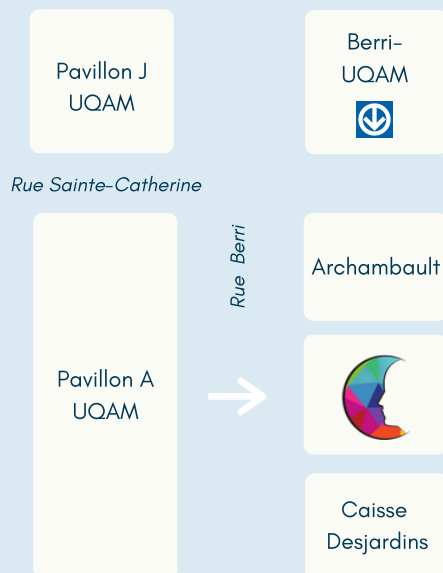 Pavillon J
UQAM
Berri-
UQAM
Rue Sainte-Catherine
Rue Berri
Archambault
Pavillon A
UQAM
Caisse
Desjardins